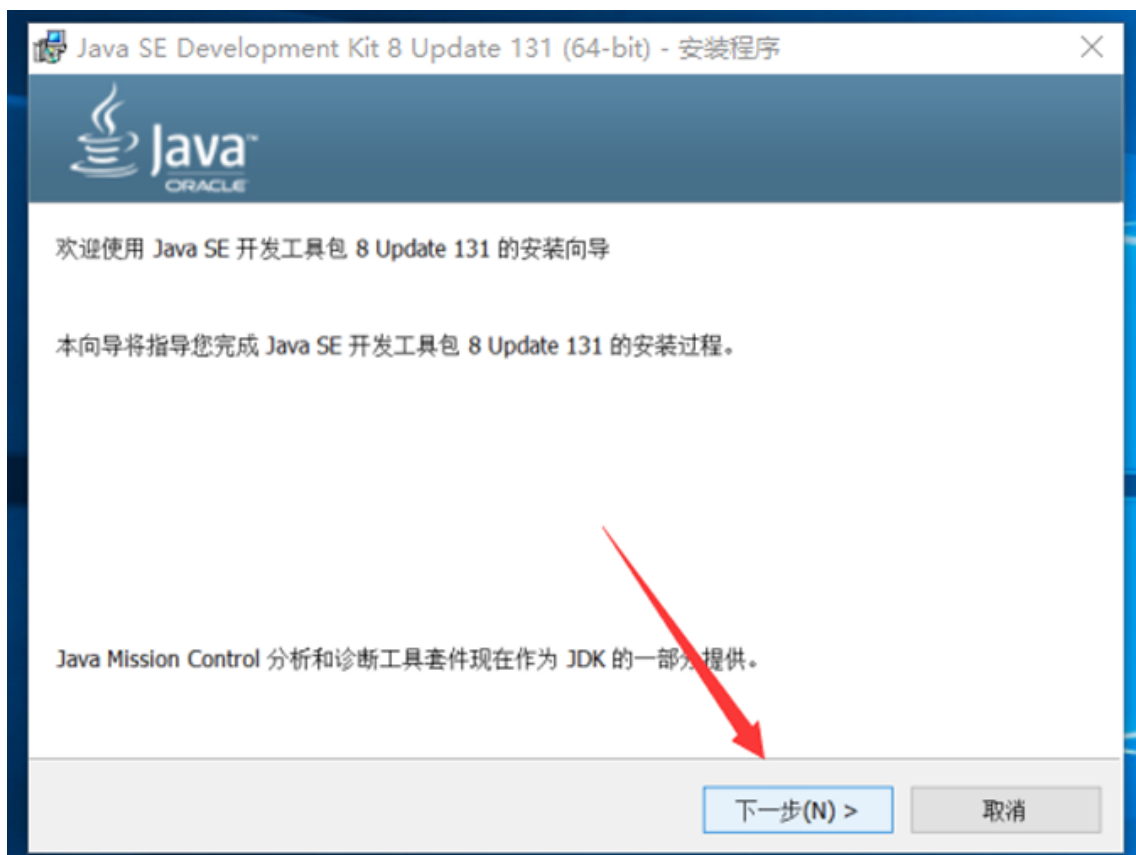 Java SE Development Kit 8 Update 131 (64-bit) - 安装程序
Java™
ORACLE
欢迎使用 Java SE 开发工具包 8 Update 131 的安装向导
本向导将指导您完成 Java SE 开发工具包 8 Update 131 的安装过程。
Java Mission Control 分析和诊断工具套件现在作为 JDK 的一部分提供。
下一步(N) >
取消